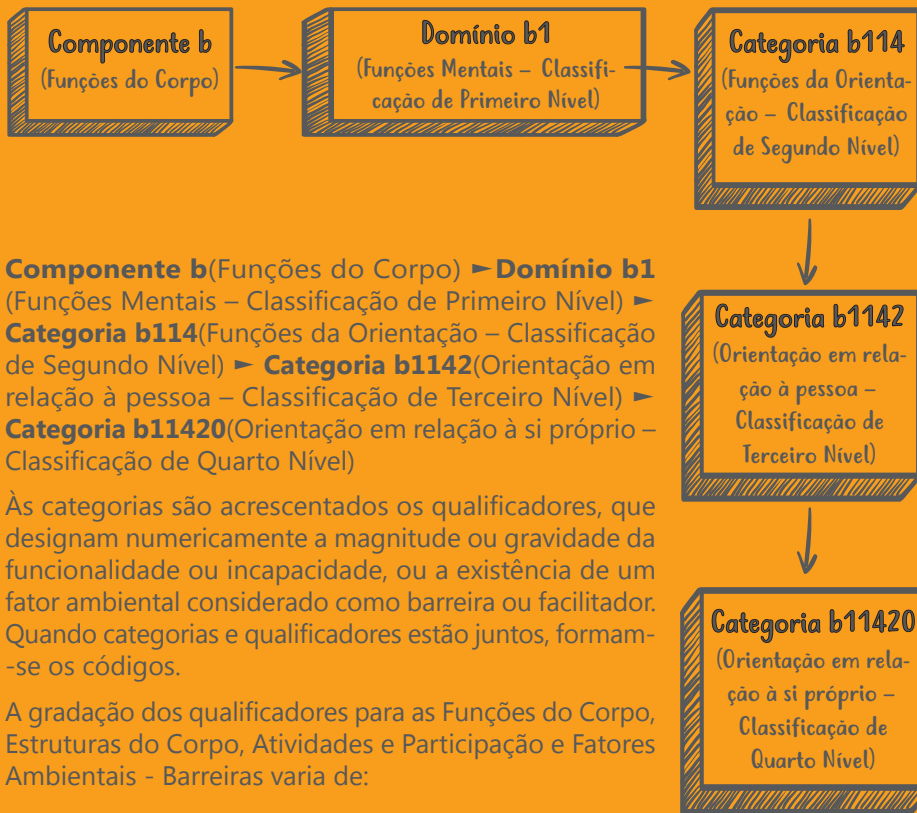 Componente b
(Funções do Corpo)
Domínio b1
(Funções Mentais – Classifi-
cação de Primeiro Nível)
Categoria b114
(Funções da Orienta-
ção – Classificação
de Segundo Nível)
Categoria b1142
(Orientação em rela-
ção à pessoa –
Classificação de
Terceiro Nível)
Categoria b11420
(Orientação em rela-
ção à si próprio –
Classificação de
Quarto Nível)
Componente b(Funções do Corpo) ►Domínio b1
(Funções Mentais – Classificação de Primeiro Nível) ►
Categoria b114(Funções da Orientação – Classificação
de Segundo Nível) ► Categoria b1142(Orientação em
relação à pessoa – Classificação de Terceiro Nível) ►
Categoria b11420(Orientação em relação à si próprio –
Classificação de Quarto Nível)
Às categorias são acrescentados os qualificadores, que
designam numericamente a magnitude ou gravidade da
funcionalidade ou incapacidade, ou a existência de um
fator ambiental considerado como barreira ou facilitador.
Quando categorias e qualificadores estão juntos, formam-
-se os códigos.
A gradação dos qualificadores para as Funções do Corpo,
Estruturas do Corpo, Atividades e Participação e Fatores
Ambientais - Barreiras varia de: